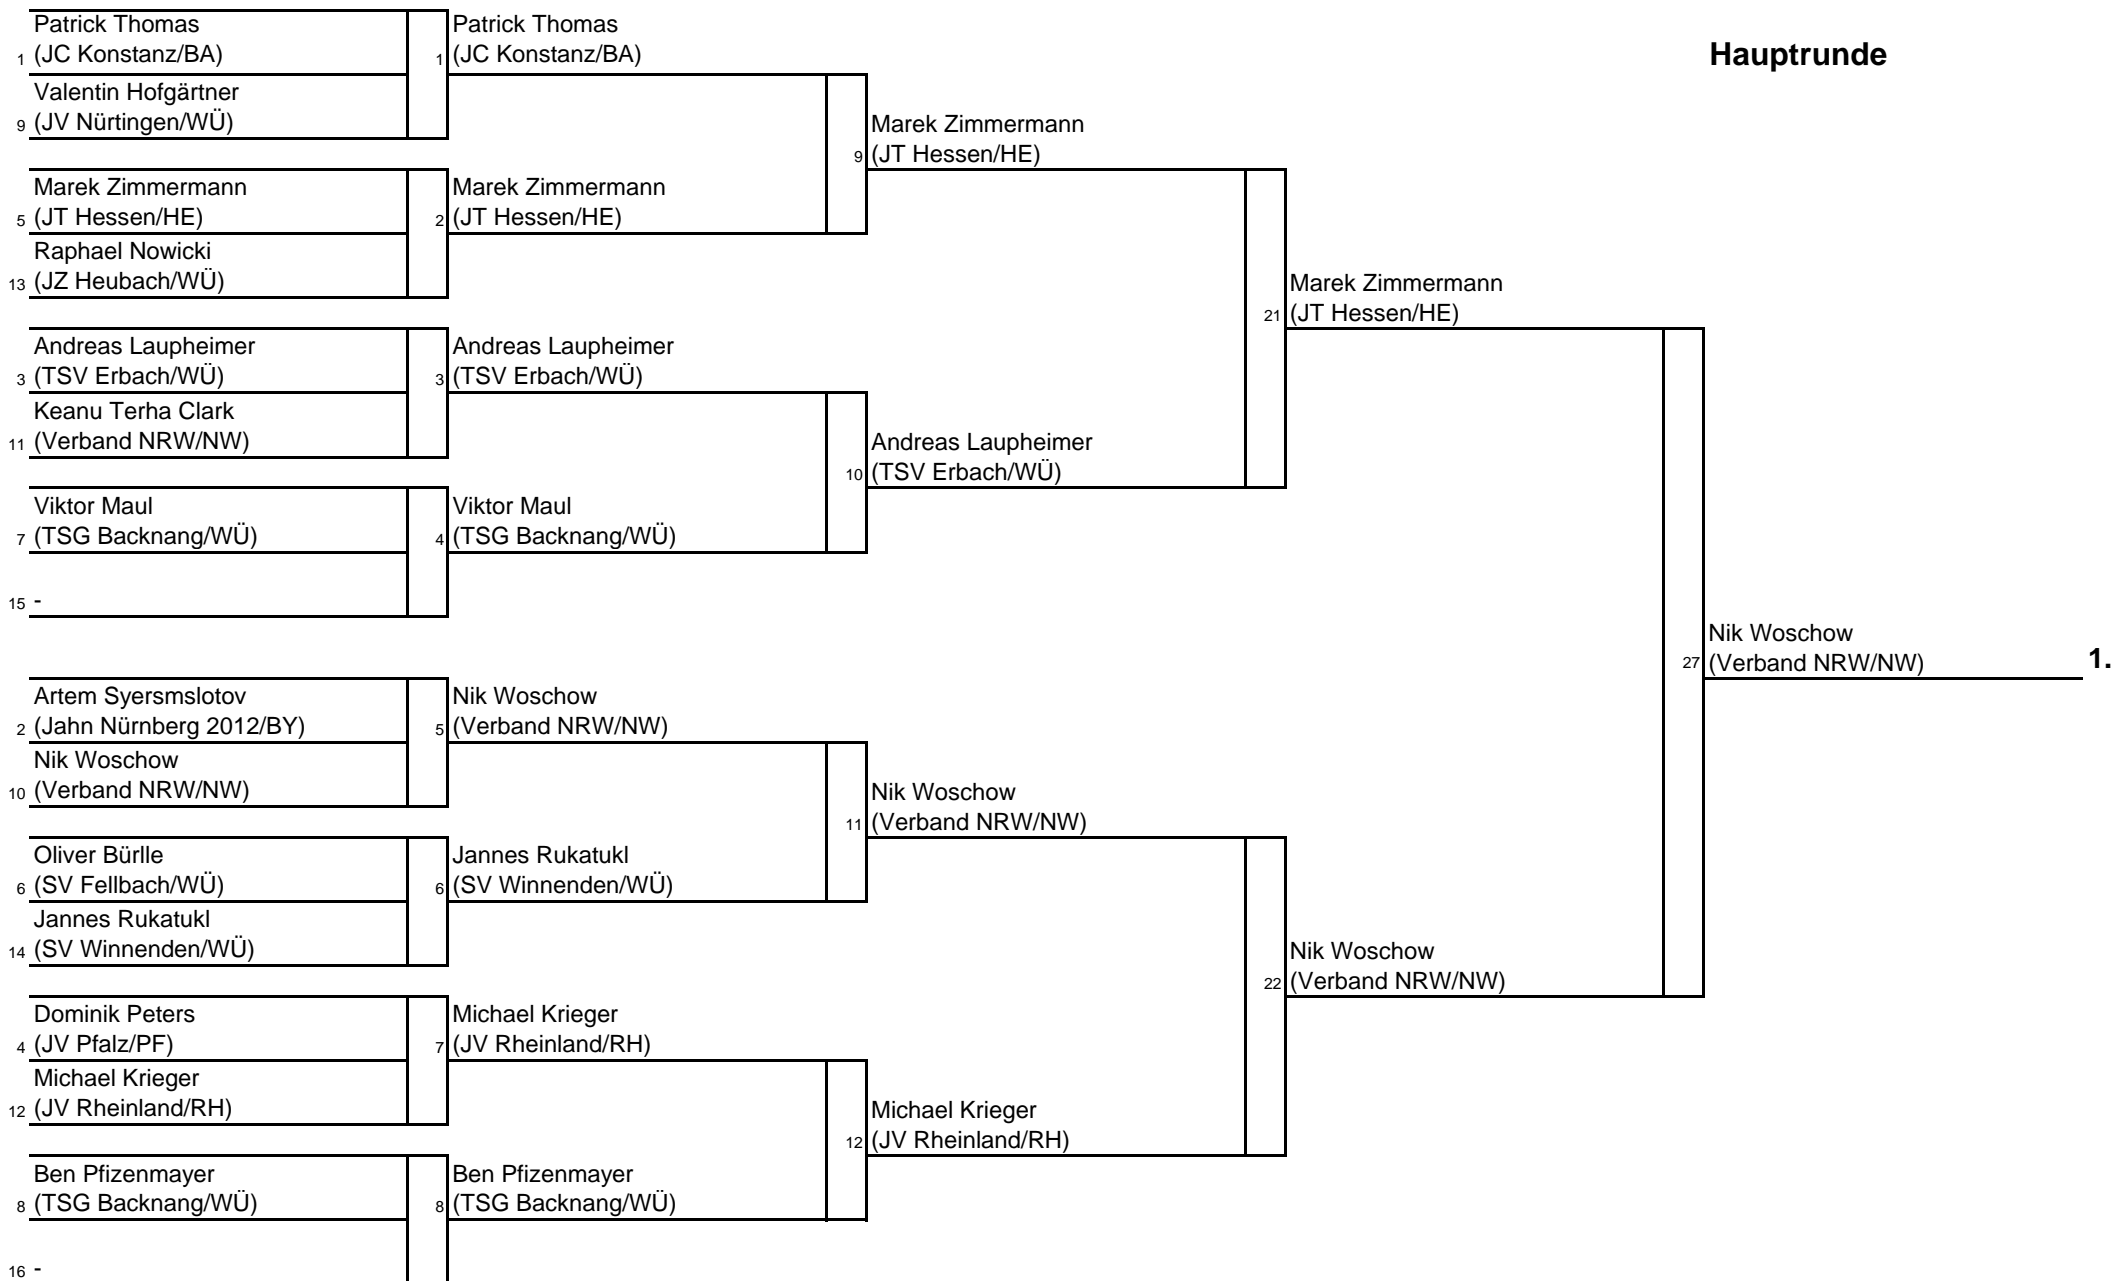 Hauptrunde
Patrick Thomas
1 (JC Konstanz/BA)
Valentin Hofgärtner
9 (JV Nürtingen/WÜ)
Marek Zimmermann
5 (JT Hessen/HE)
Raphael Nowicki
13 (JZ Heubach/WÜ)
Andreas Laupheimer
3 (TSV Erbach/WÜ)
Keanu Terha Clark
11 (Verband NRW/NW)
Viktor Maul
7 (TSG Backnang/WÜ)
15 -
Artem Syersmslotov
2 (Jahn Nürnberg 2012/BY)
Nik Woschow
10 (Verband NRW/NW)
Oliver Bürlle
6 (SV Fellbach/WÜ)
Jannes Rukatukl
14 (SV Winnenden/WÜ)
Dominik Peters
4 (JV Pfalz/PF)
Michael Krieger
12 (JV Rheinland/RH)
Ben Pfizenmayer
8 (TSG Backnang/WÜ)
16 -
Patrick Thomas
1 (JC Konstanz/BA)
Marek Zimmermann
2 (JT Hessen/HE)
Andreas Laupheimer
3 (TSV Erbach/WÜ)
Viktor Maul
4 (TSG Backnang/WÜ)
Nik Woschow
5 (Verband NRW/NW)
Jannes Rukatukl
6 (SV Winnenden/WÜ)
Michael Krieger
7 (JV Rheinland/RH)
Ben Pfizenmayer
8 (TSG Backnang/WÜ)
Marek Zimmermann
9 (JT Hessen/HE)
Andreas Laupheimer
10 (TSV Erbach/WÜ)
Nik Woschow
11 (Verband NRW/NW)
Michael Krieger
12 (JV Rheinland/RH)
Marek Zimmermann
21 (JT Hessen/HE)
Nik Woschow
22 (Verband NRW/NW)
Nik Woschow
27 (Verband NRW/NW) 1.